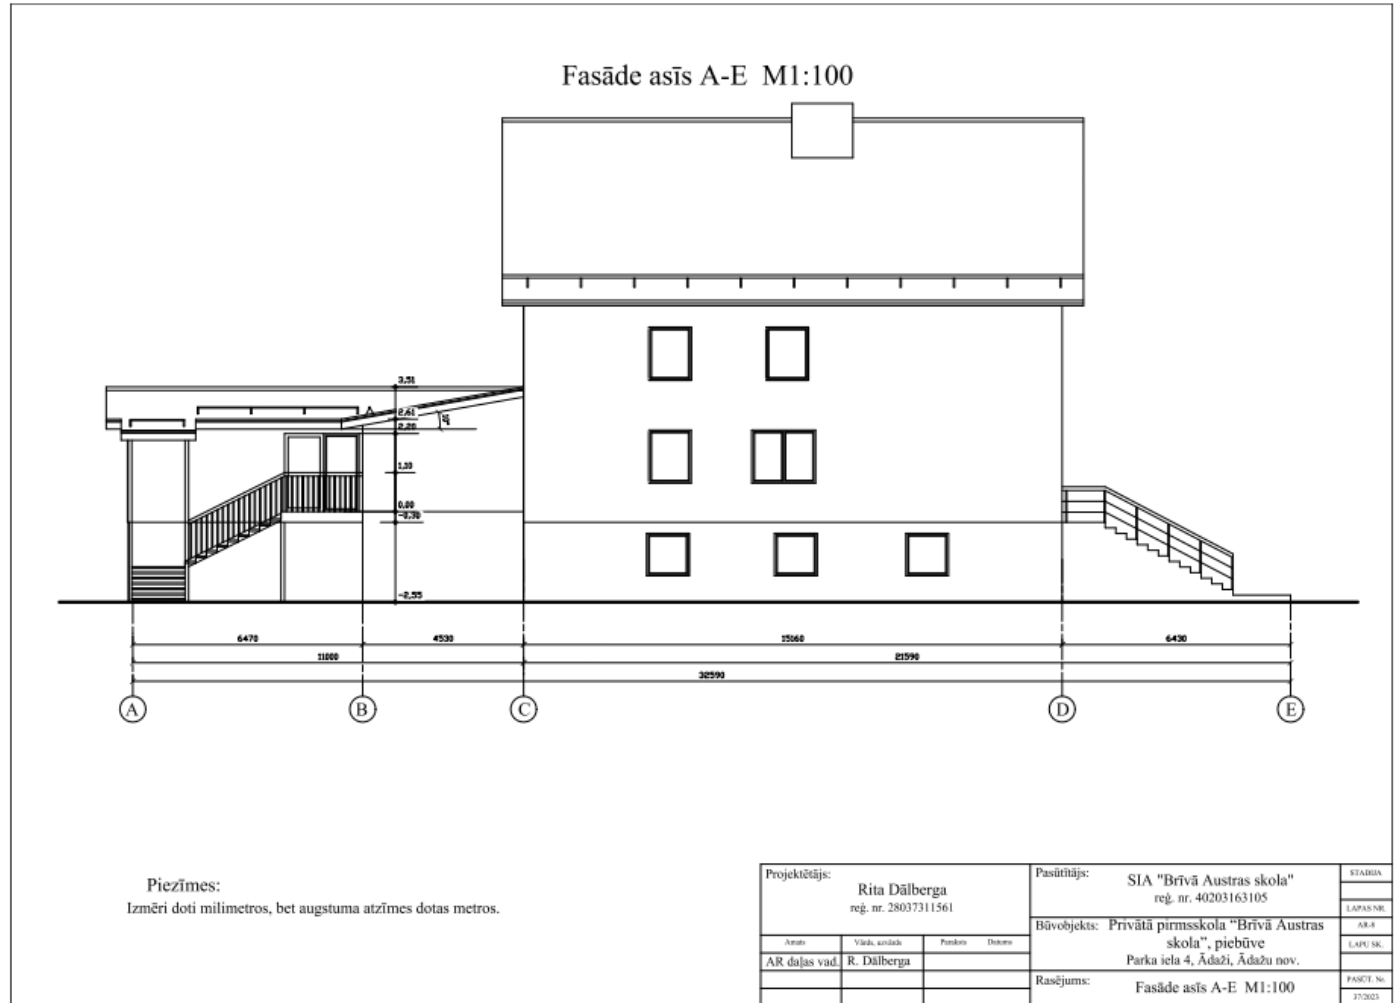 Fasāde asīs A-E M1:100
3,51
2,61
2,20
1,10
0,00
-0,30
-2,55
6470
4530
15160
6430
11000
21590
32590
A
B
C
D
E
Piezīmes:
Izmēri doti milimetros, bet augstuma atzīmes dotas metros.
Projektētājs:
Rita Dālberga
reģ. nr. 28037311561
Amats Vārds, uzvārds Paraksts Datums
AR daļas vad. R. Dālberga
Pasūtītājs:
SIA "Brīvā Austras skola"
reģ. nr. 40203163105
Būvobjekts: Privātā pirmsskola “Brīvā Austras
skola”, piebūve
Parka iela 4, Ādaži, Ādažu nov.
Rasējums:
Fasāde asīs A-E M1:100
STADIJA
LAPAS NR.
AR-8
LAPU SK.
PASŪT. Nr.
37/2023